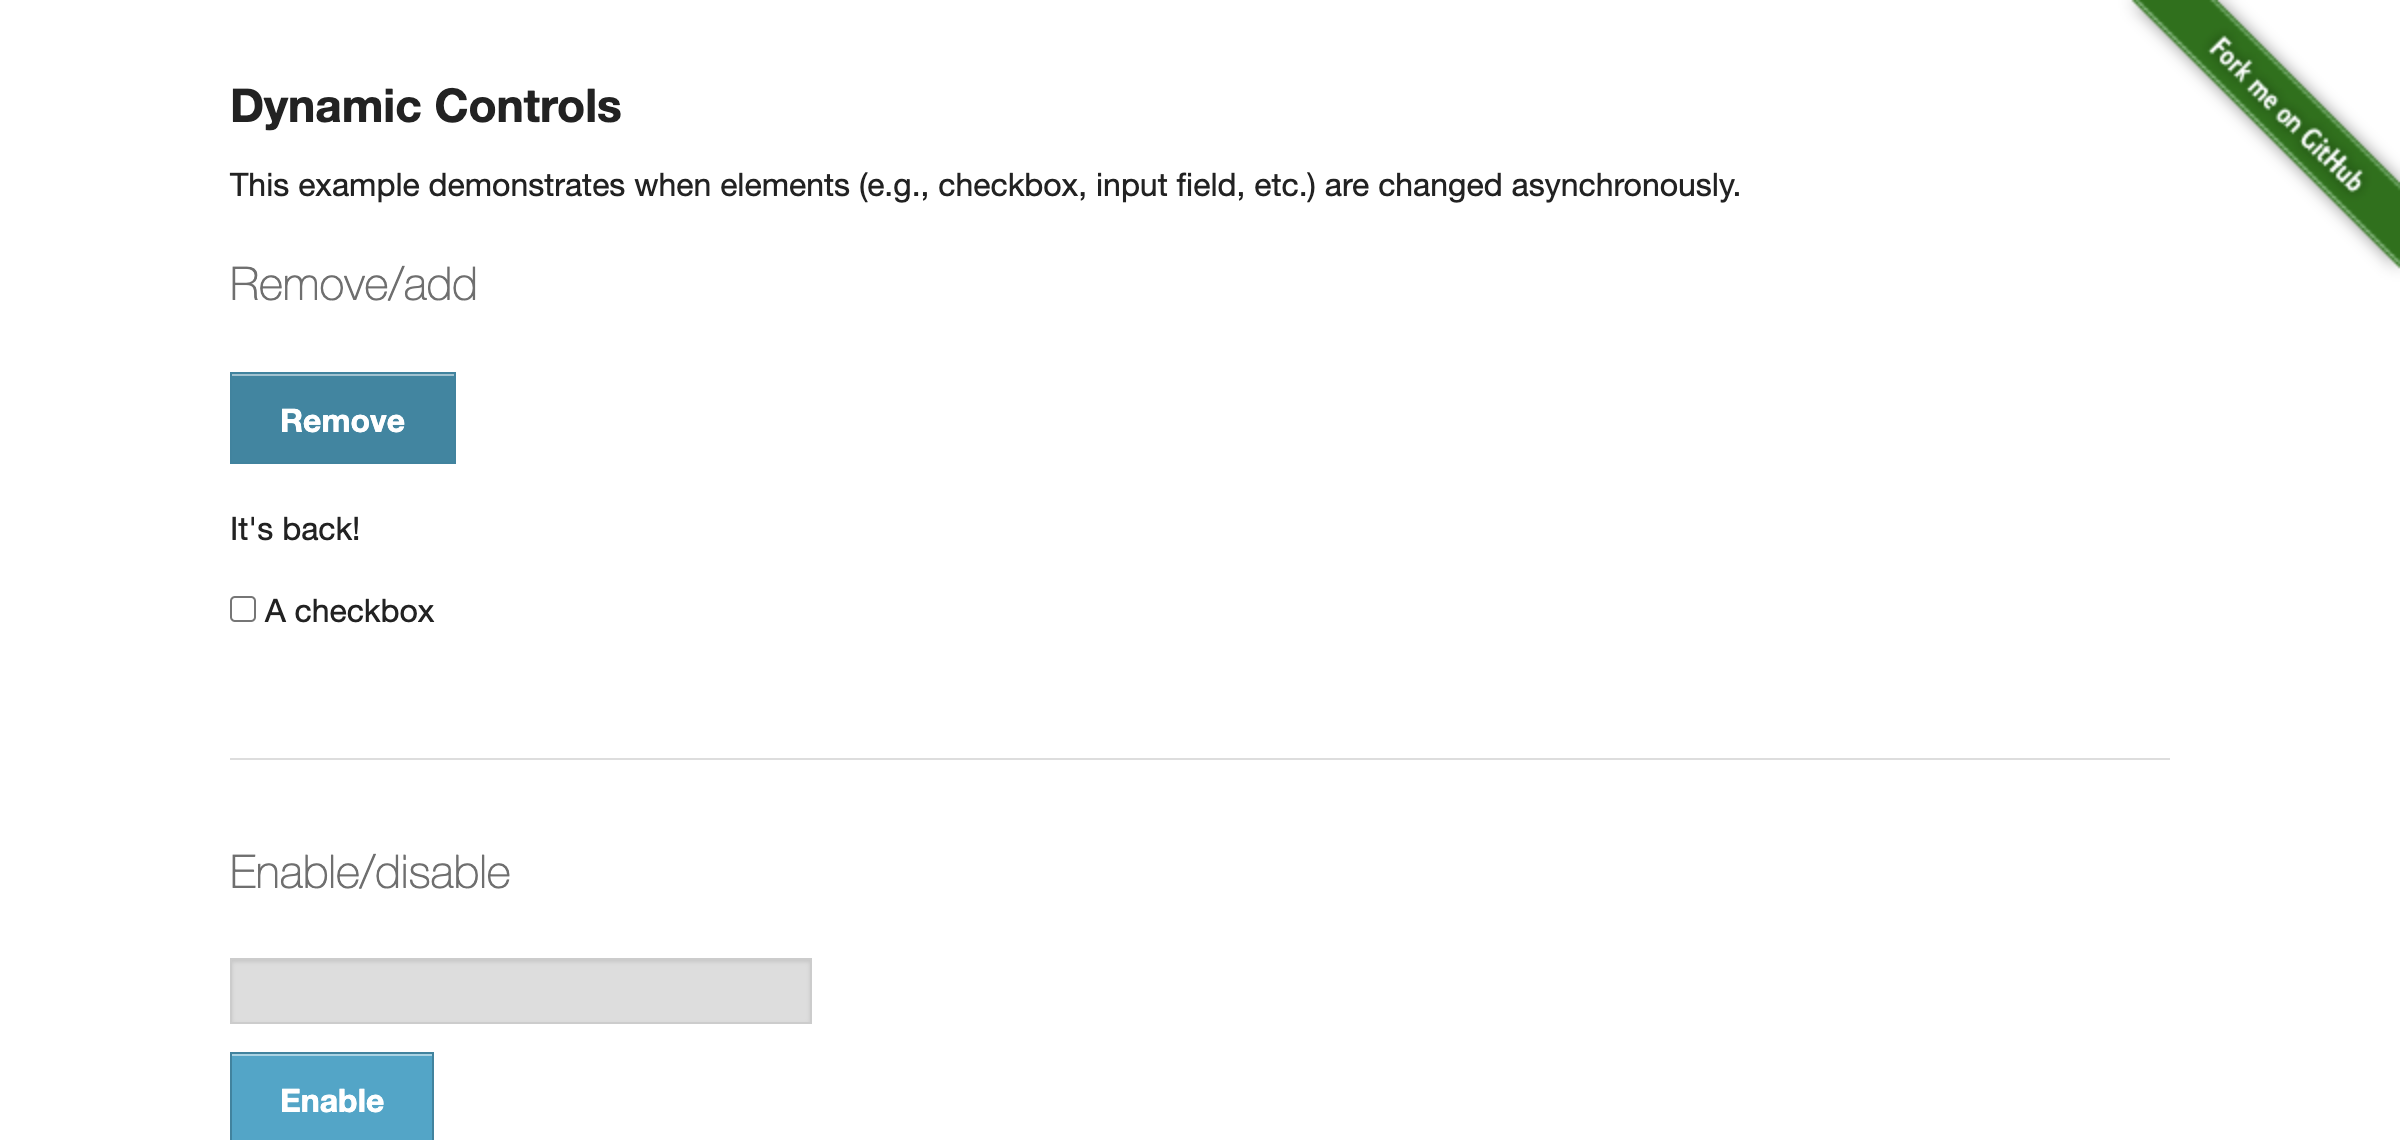 Fork me on GitHub
Dynamic Controls
This example demonstrates when elements (e.g., checkbox, input field, etc.) are changed asynchronously.
Remove/add
Remove
It's back!
A checkbox
Enable/disable
Enable